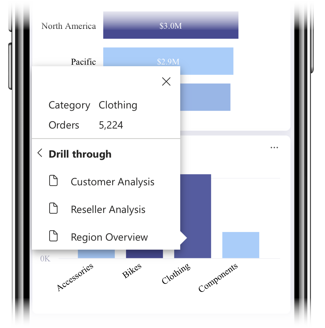 North America $3.0M
Pacific $2.9M
Category Clothing
Orders 5,224
Drill through
Customer Analysis
Reseller Analysis
Region Overview
0K
Accessories Bikes Clothing Components